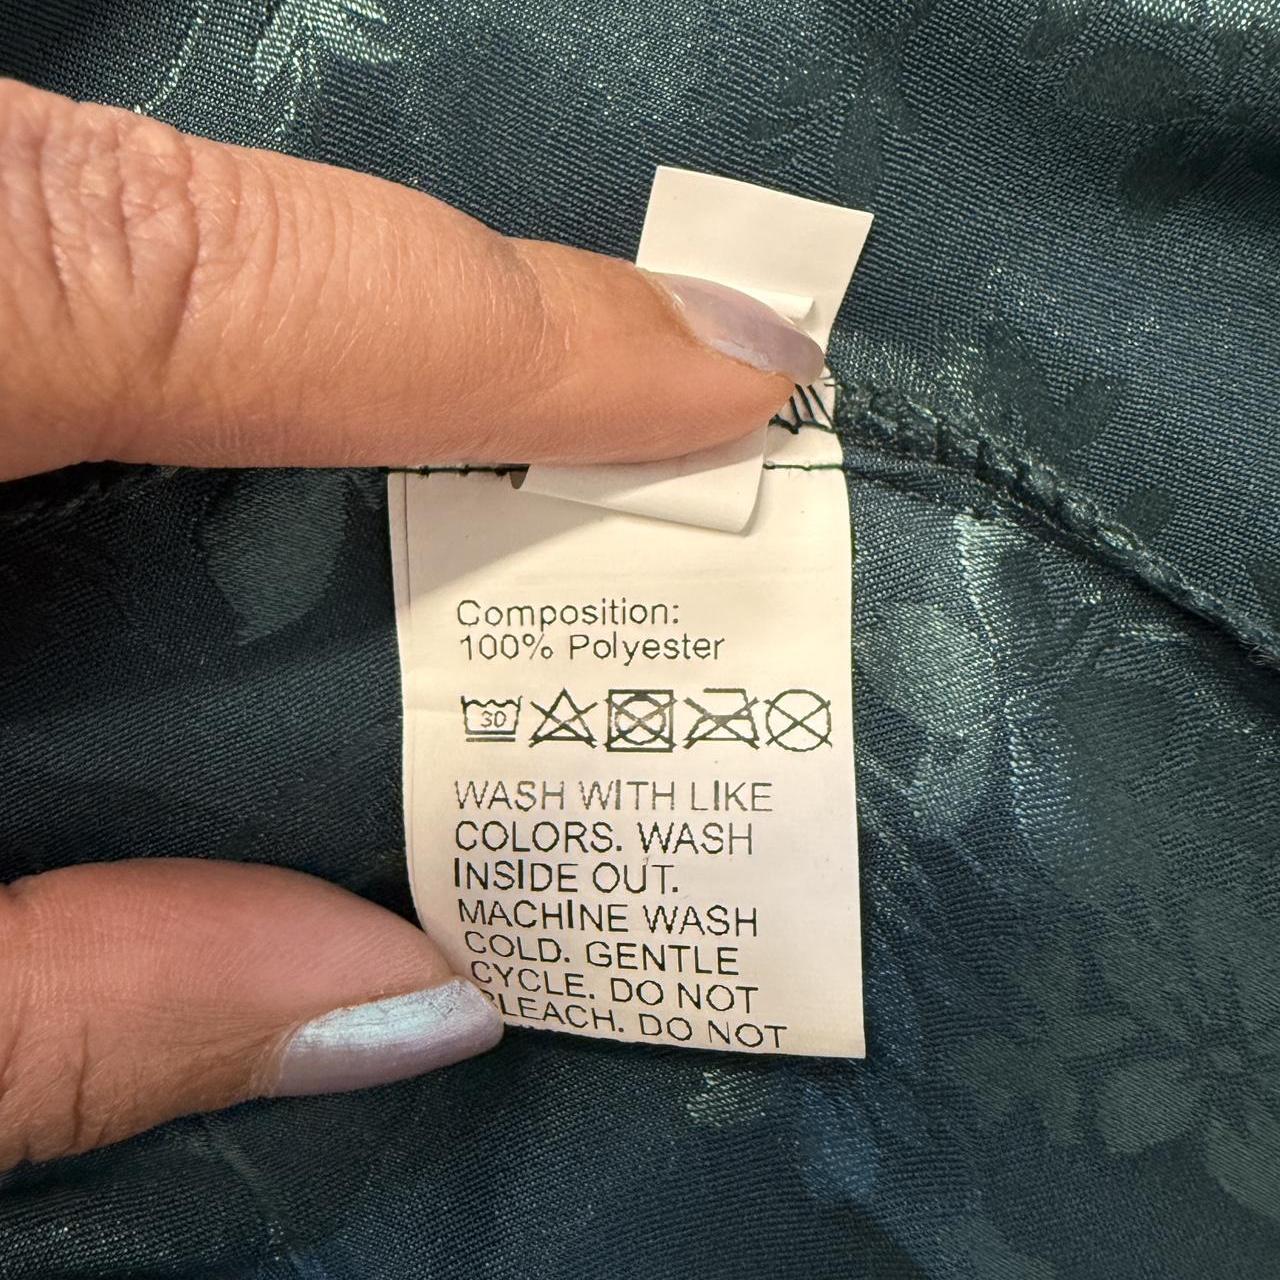 Composition:
100% Polyester
30
WASH WITH LIKE
COLORS. WASH
INSIDE OUT.
MACHINE WASH
COLD. GENTLE
CYCLE. DO NOT
BLEACH. DO NOT